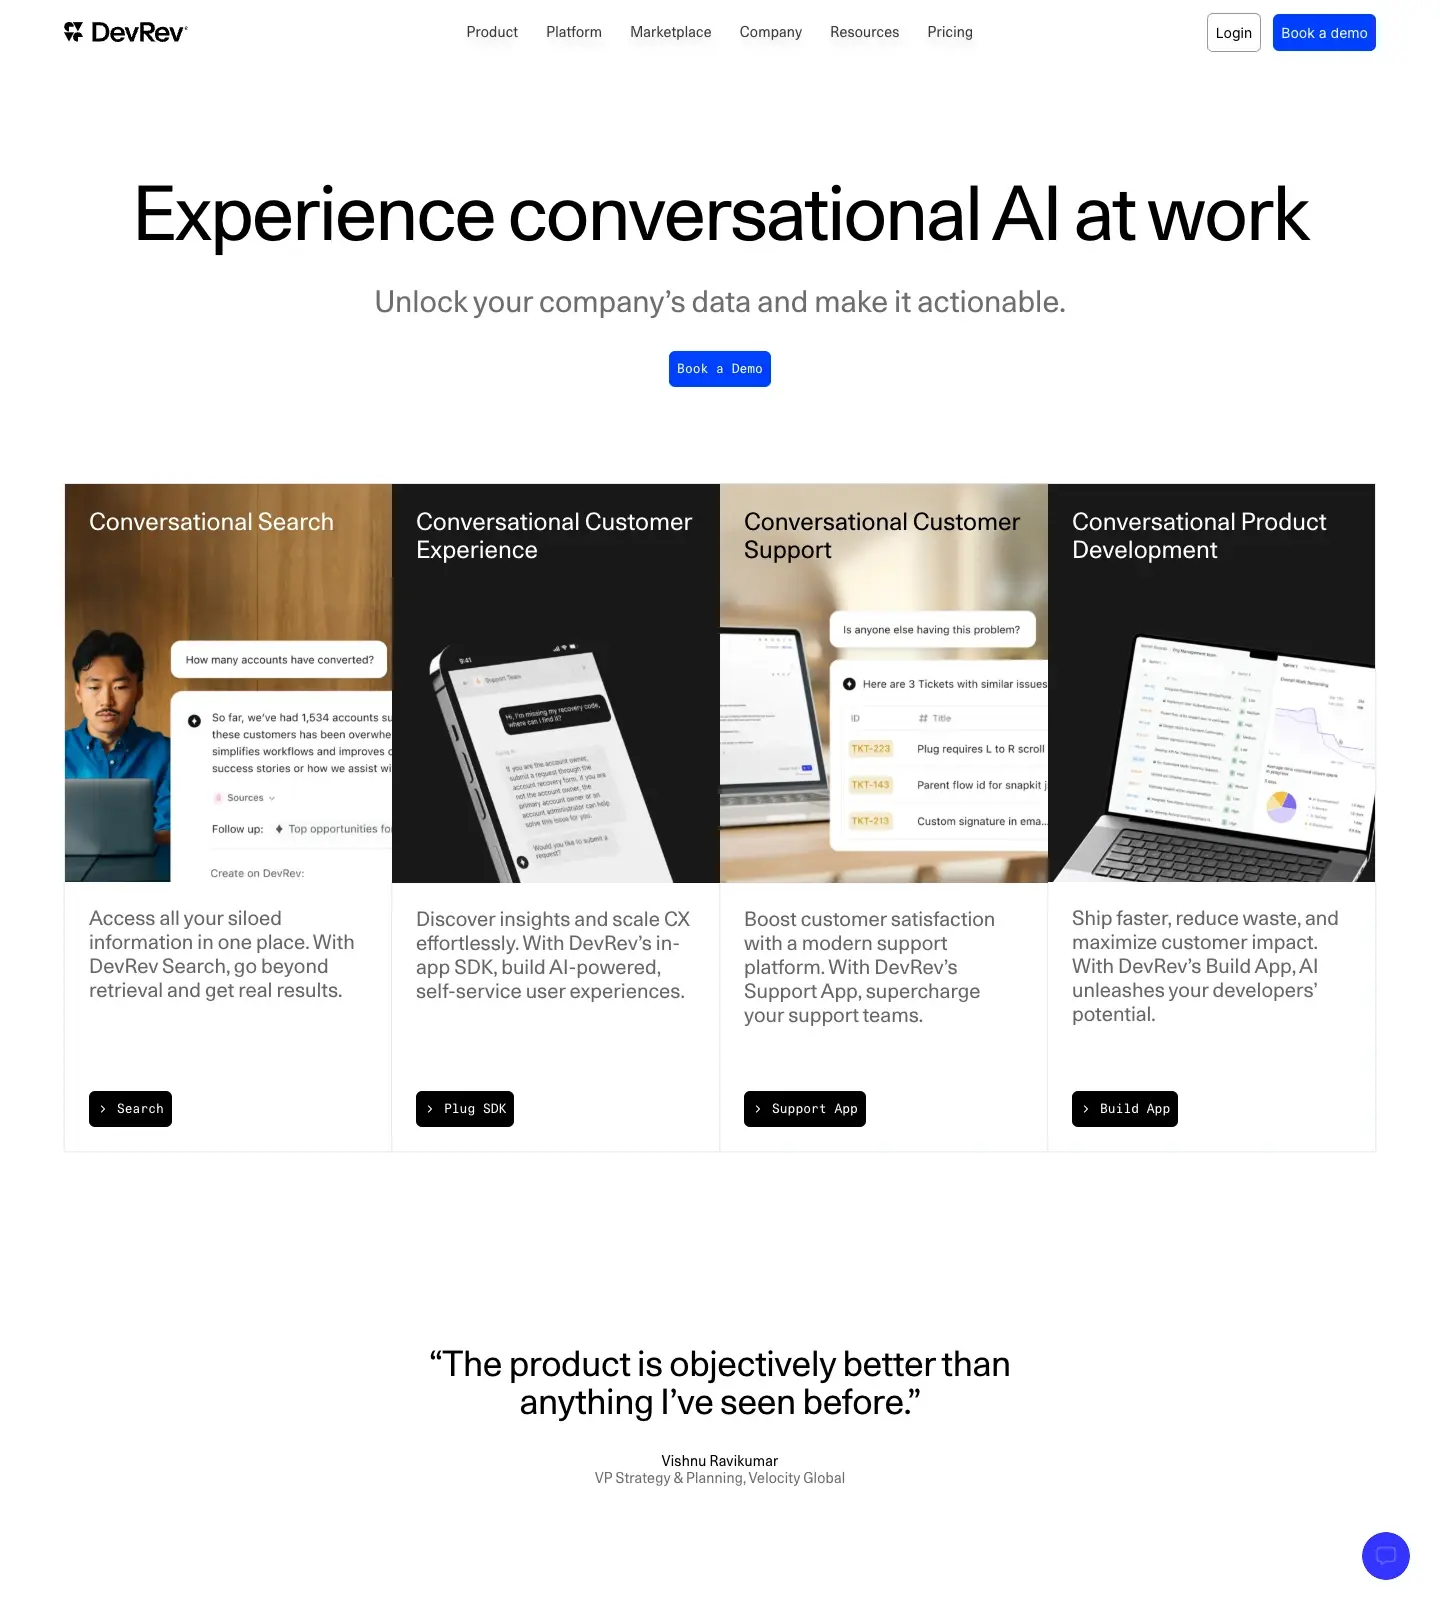 DevRev
Product
Platform
Marketplace
Company
Resources
Pricing
Login
Book a demo
Experience conversational AI at work
Unlock your company’s data and make it actionable.
Book a Demo
Conversational Search
How many accounts have converted?
So far, we’ve had 1,534 accounts su
these customers has been overwhe
simplifies workflows and improves c
success stories or how we assist wi
Sources
Follow up: Top opportunities for
Create on DevRev:
Access all your siloed
information in one place. With
DevRev Search, go beyond
retrieval and get real results.
> Search
Conversational Customer
Experience
9:41
Support Team
Hi, I’m missing my recovery code,
where can I find it?
If you are the account owner,
submit a request through the
account recovery form. If you are
not the account owner, the
primary account owner or an
account administrator can help
solve this issue for you.
Would you like to submit a
request?
Discover insights and scale CX
effortlessly. With DevRev’s in-
app SDK, build AI-powered,
self-service user experiences.
> Plug SDK
Conversational Customer
Support
Is anyone else having this problem?
Here are 3 Tickets with similar issues
ID # Title
TKT-223 Plug requires L to R scroll
TKT-143 Parent flow id for snapkit j
TKT-213 Custom signature in ema...
Boost customer satisfaction
with a modern support
platform. With DevRev’s
Support App, supercharge
your support teams.
> Support App
Conversational Product
Development
Ship faster, reduce waste, and
maximize customer impact.
With DevRev’s Build App, AI
unleashes your developers’
potential.
> Build App
“The product is objectively better than
anything I’ve seen before.”
Vishnu Ravikumar
VP Strategy & Planning, Velocity Global